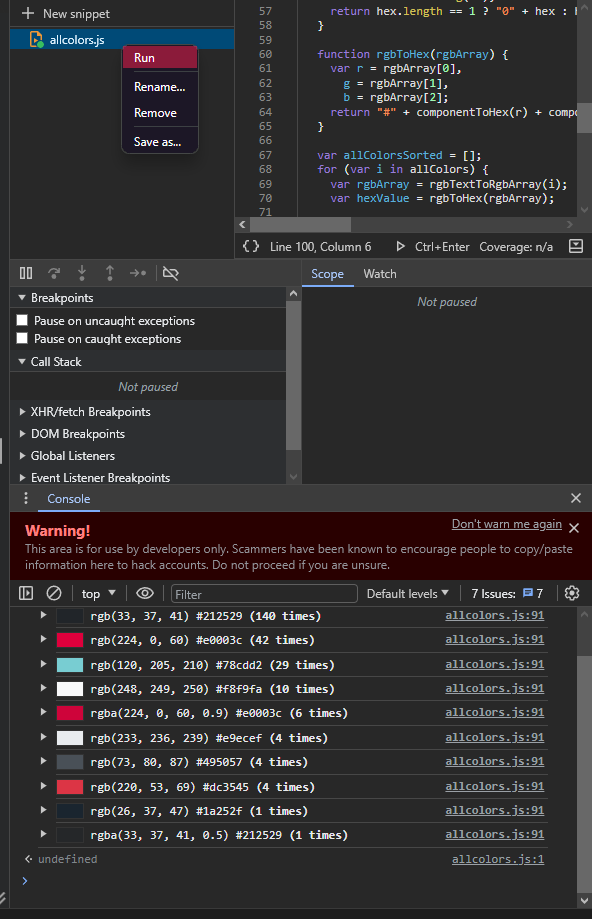 New snippet
allcolors.js
Run
Rename...
Remove
Save as...
57 return hex.length == 1 ? "0" + hex : h
58 }
59
60 function rgbToHex(rgbArray) {
61 var r = rgbArray[0],
62 g = rgbArray[1],
63 b = rgbArray[2];
64 return "#" + componentToHex(r) + compo
65 }
66
67 var allColorsSorted = [];
68 for (var i in allColors) {
69 var rgbArray = rgbTextToRgbArray(i);
70 var hexValue = rgbToHex(rgbArray);
71
{} Line 100, Column 6 Ctrl+Enter Coverage: n/a
Breakpoints
Pause on uncaught exceptions
Pause on caught exceptions
Call Stack
Not paused
XHR/fetch Breakpoints
DOM Breakpoints
Global Listeners
Event Listener Breakpoints
Scope Watch
Not paused
Console
Warning! Don't warn me again
This area is for use by developers only. Scammers have been known to encourage people to copy/paste
information here to hack accounts. Do not proceed if you are unsure.
top Filter Default levels 7 Issues: 7
rgb(33, 37, 41) #212529 (140 times) allcolors.js:91
rgb(224, 0, 60) #e0003c (42 times) allcolors.js:91
rgb(120, 205, 210) #78cdd2 (29 times) allcolors.js:91
rgb(248, 249, 250) #f8f9fa (10 times) allcolors.js:91
rgba(224, 0, 60, 0.9) #e0003c (6 times) allcolors.js:91
rgb(233, 236, 239) #e9ecef (4 times) allcolors.js:91
rgb(73, 80, 87) #495057 (4 times) allcolors.js:91
rgb(220, 53, 69) #dc3545 (4 times) allcolors.js:91
rgb(26, 37, 47) #1a252f (1 times) allcolors.js:91
rgba(33, 37, 41, 0.5) #212529 (1 times) allcolors.js:91
undefined allcolors.js:1